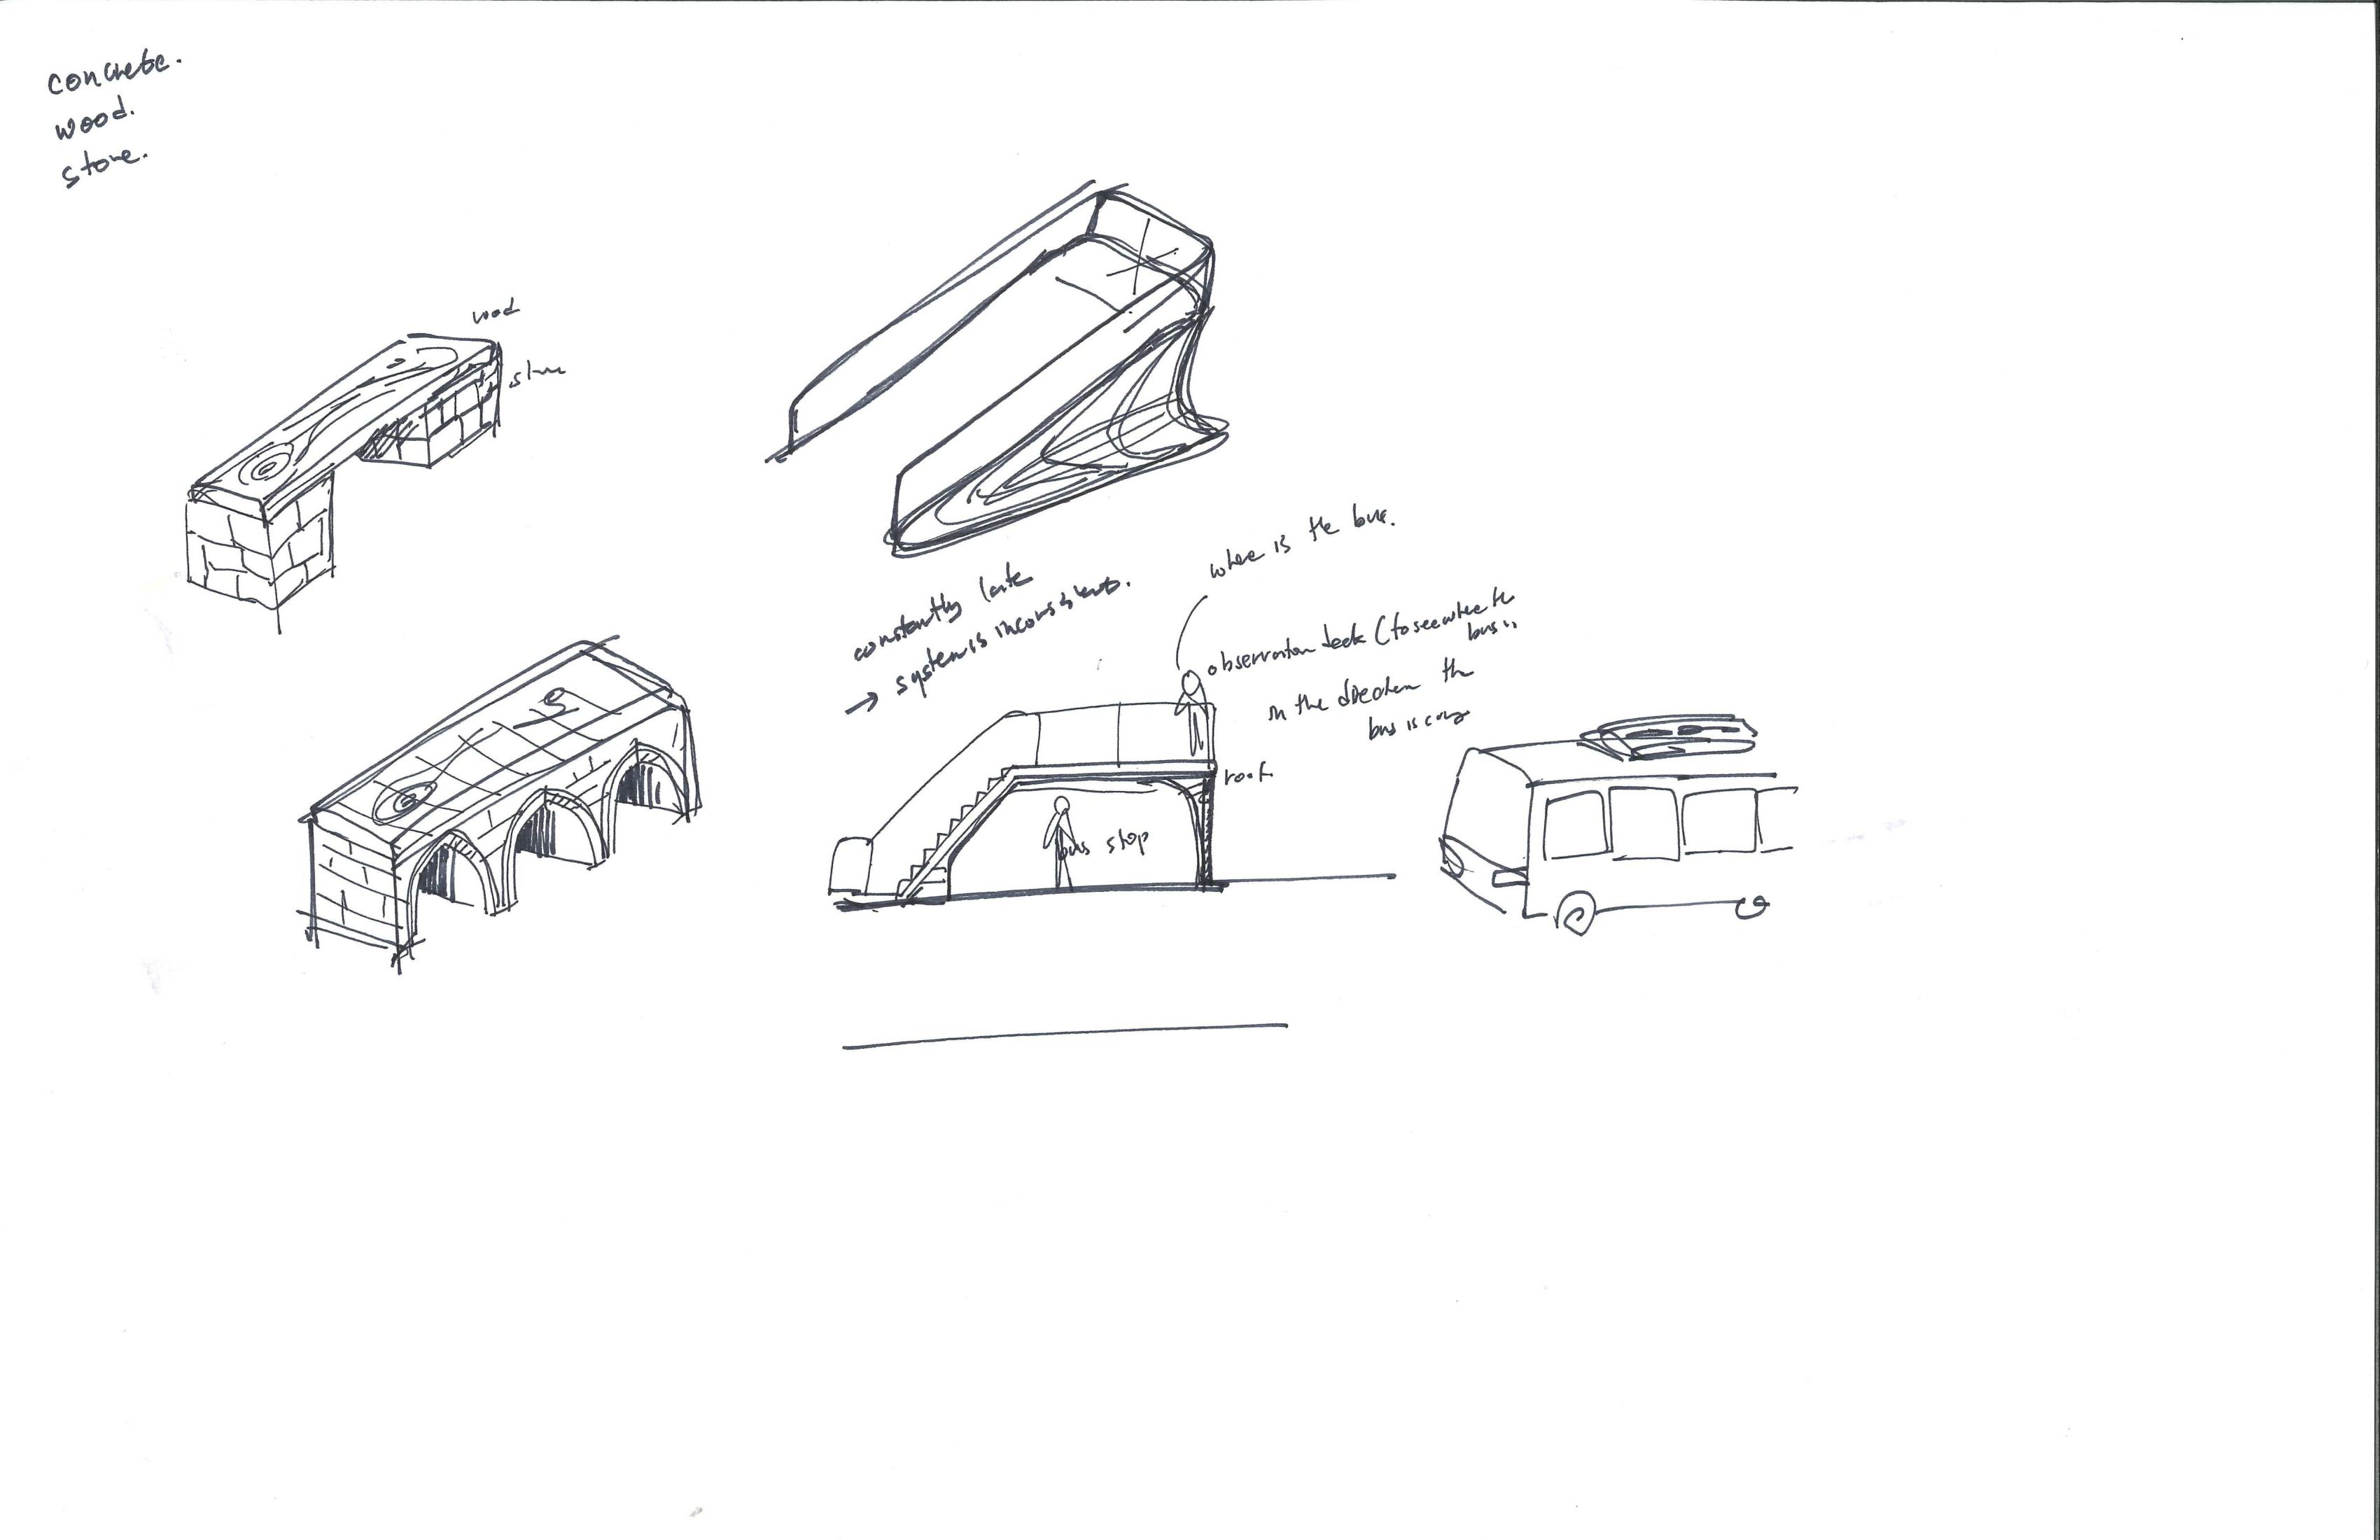 concrete.
wood.
stone.
wood
stone
constantly late
→ system is inconsistent.
where is the bus.
observation deck (to see where the
bus is
in the direction the
bus is coming
roof.
bus stop